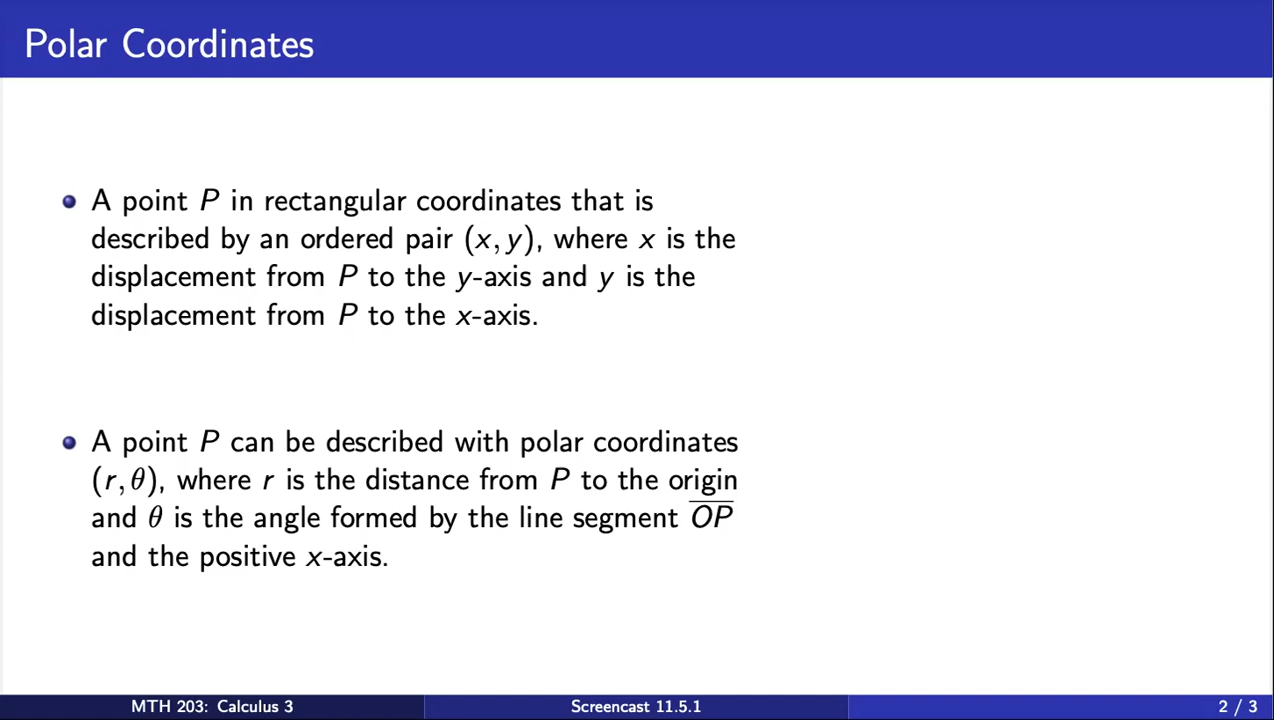 Polar Coordinates
A point P in rectangular coordinates that is
described by an ordered pair (x, y), where x is the
displacement from P to the y-axis and y is the
displacement from P to the x-axis.
A point P can be described with polar coordinates
(r, θ), where r is the distance from P to the origin
and θ is the angle formed by the line segment O̅P̅
and the positive x-axis.
MTH 203: Calculus 3
Screencast 11.5.1
2 / 3